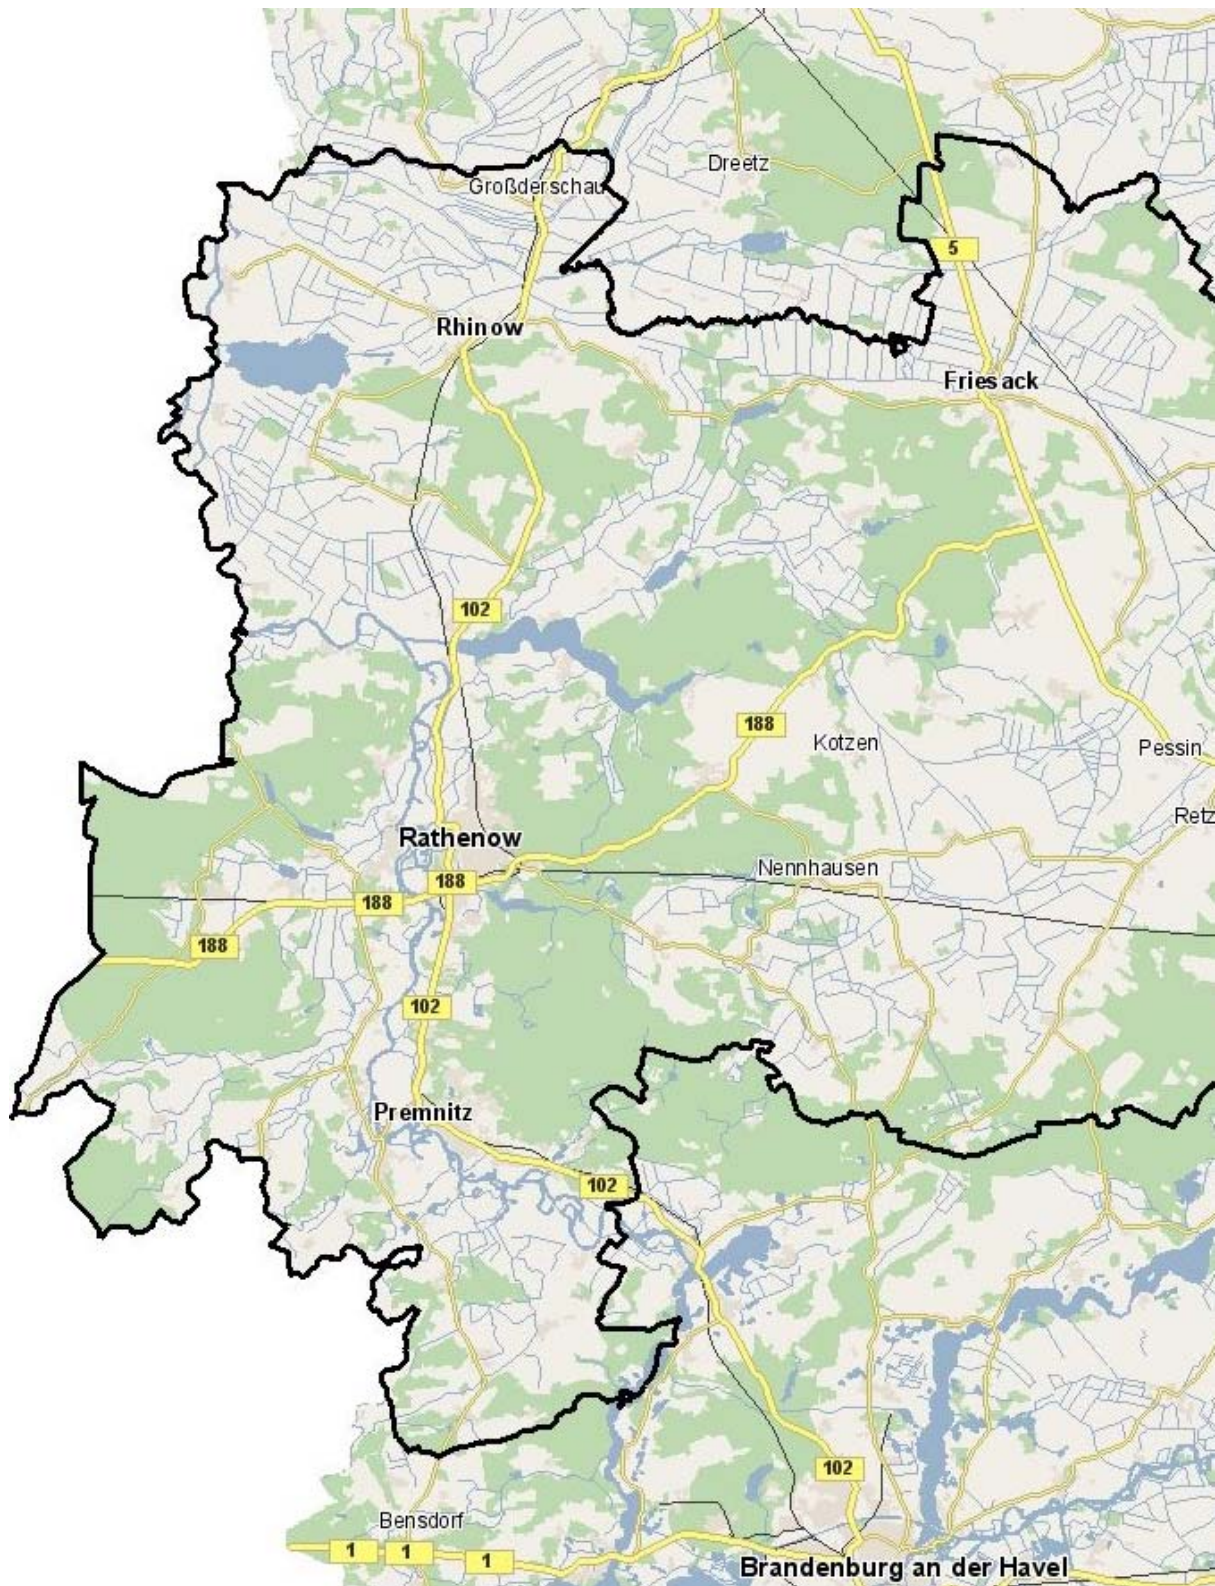 Dreetz
Großderschau
5
Rhinow
Friesack
102
188
Kotzen
Pessin
Retz
Rathenow
Nennhausen
188
188
188
102
Premnitz
102
102
Bensdorf
1
1
1
Brandenburg an der Havel